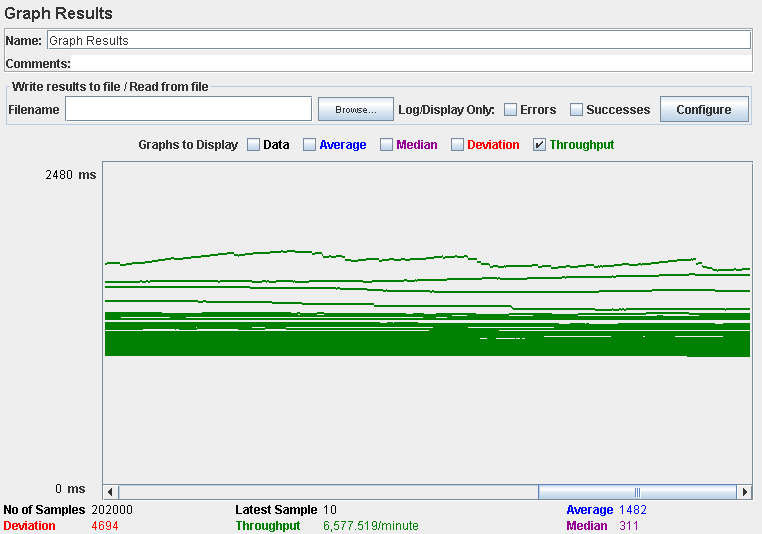 Graph Results
Name: Graph Results
Comments:
Write results to file / Read from file
Filename Browse... Log/Display Only: Errors Successes Configure
Graphs to Display Data Average Median Deviation Throughput
2480 ms
0 ms
No of Samples 202000 Latest Sample 10 Average 1482
Deviation 4694 Throughput 6,577.519/minute Median 311